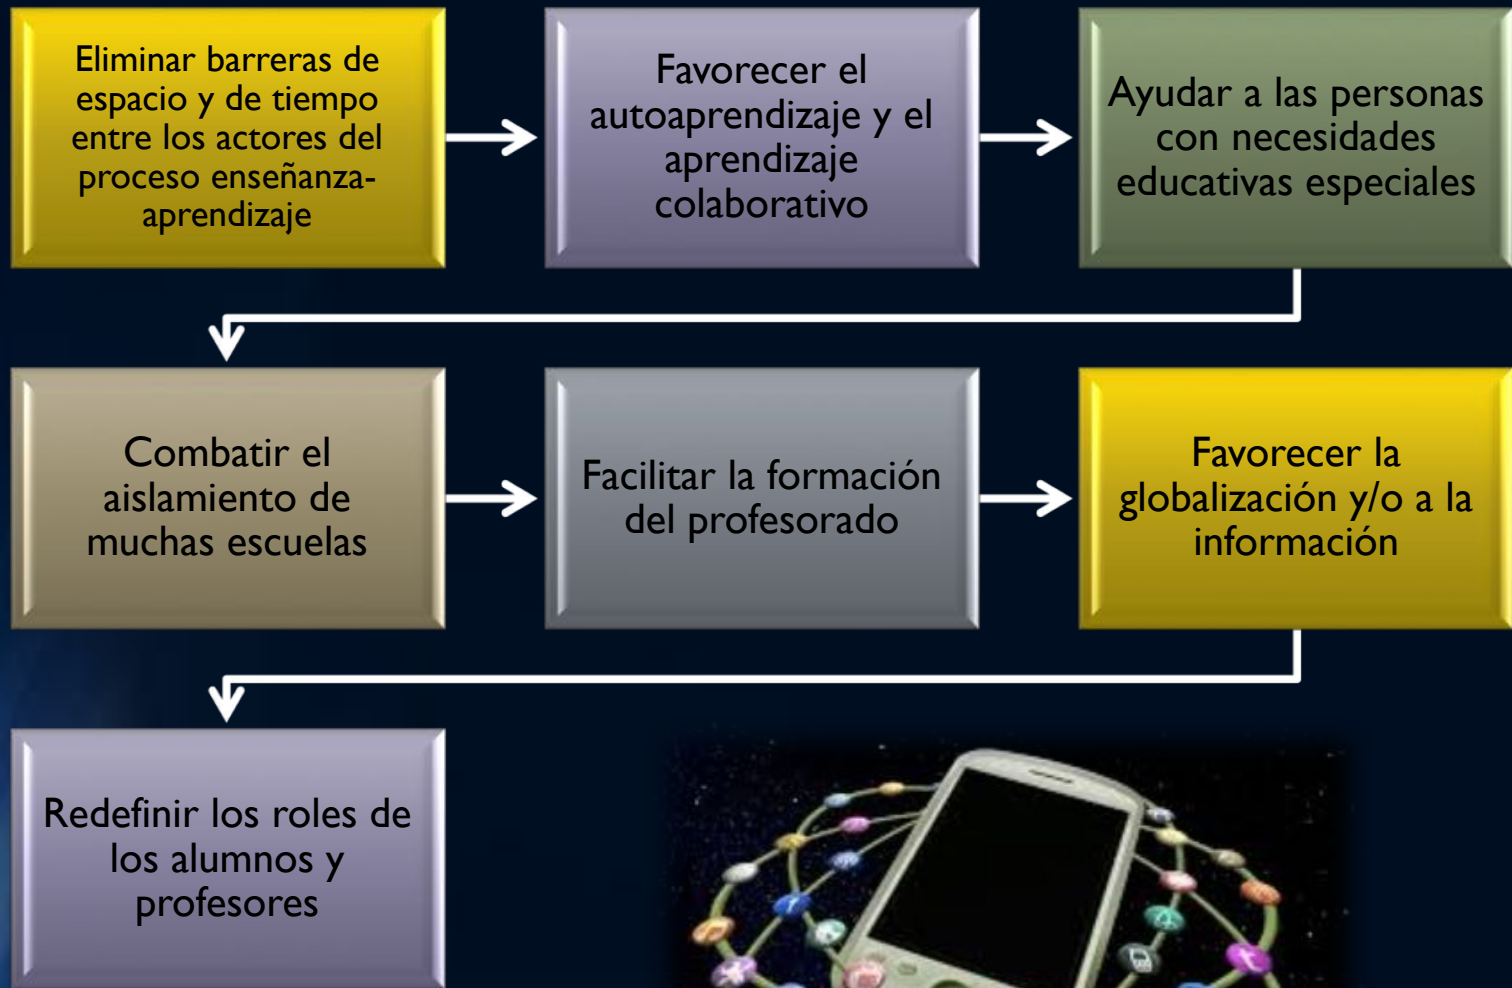 Eliminar barreras de
espacio y de tiempo
entre los actores del
proceso enseñanza-
aprendizaje
Favorecer el
autoaprendizaje y el
aprendizaje
colaborativo
Ayudar a las personas
con necesidades
educativas especiales
Combatir el
aislamiento de
muchas escuelas
Facilitar la formación
del profesorado
Favorecer la
globalización y/o a la
información
Redefinir los roles de
los alumnos y
profesores